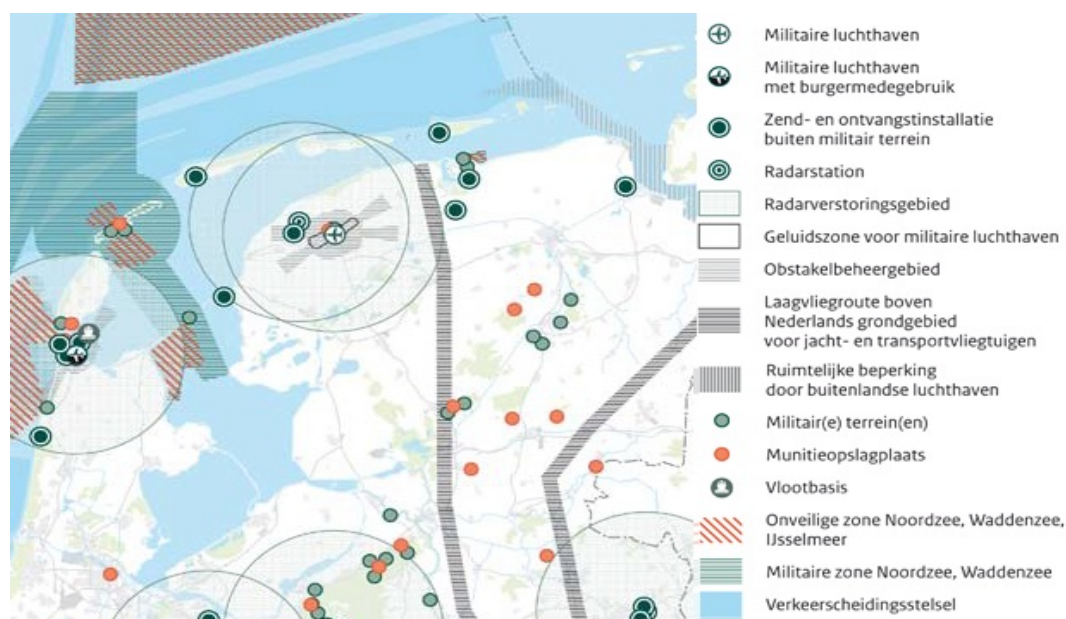 Militaire luchthaven
Militaire luchthaven
met burgermedegebruik
Zend- en ontvangstinstallatie
buiten militair terrein
Radarstation
Radarverstoringsgebied
Geluidszone voor militaire luchthaven
Obstakelbeheergebied
Laagvliegroute boven
Nederlands grondgebied
voor jacht- en transportvliegtuigen
Ruimtelijke beperking
door buitenlandse luchthaven
Militair(e) terrein(en)
Munitieopslagplaats
Vlootbasis
Onveilige zone Noordzee, Waddenzee,
IJsselmeer
Militaire zone Noordzee, Waddenzee
Verkeerscheidingsstelsel